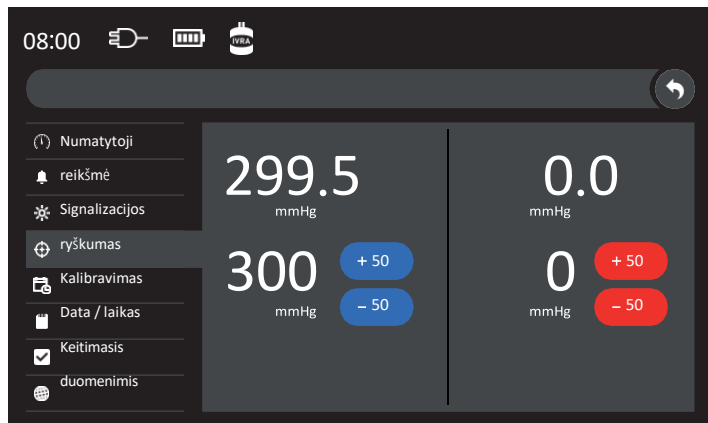 08:00
IVRA
Numatytoji
reikšmė
Signalizacijos
ryškumas
Kalibravimas
Data / laikas
Keitimasis
duomenimis
299.5
mmHg
300
mmHg
+ 50
– 50
0.0
mmHg
0
mmHg
+ 50
– 50